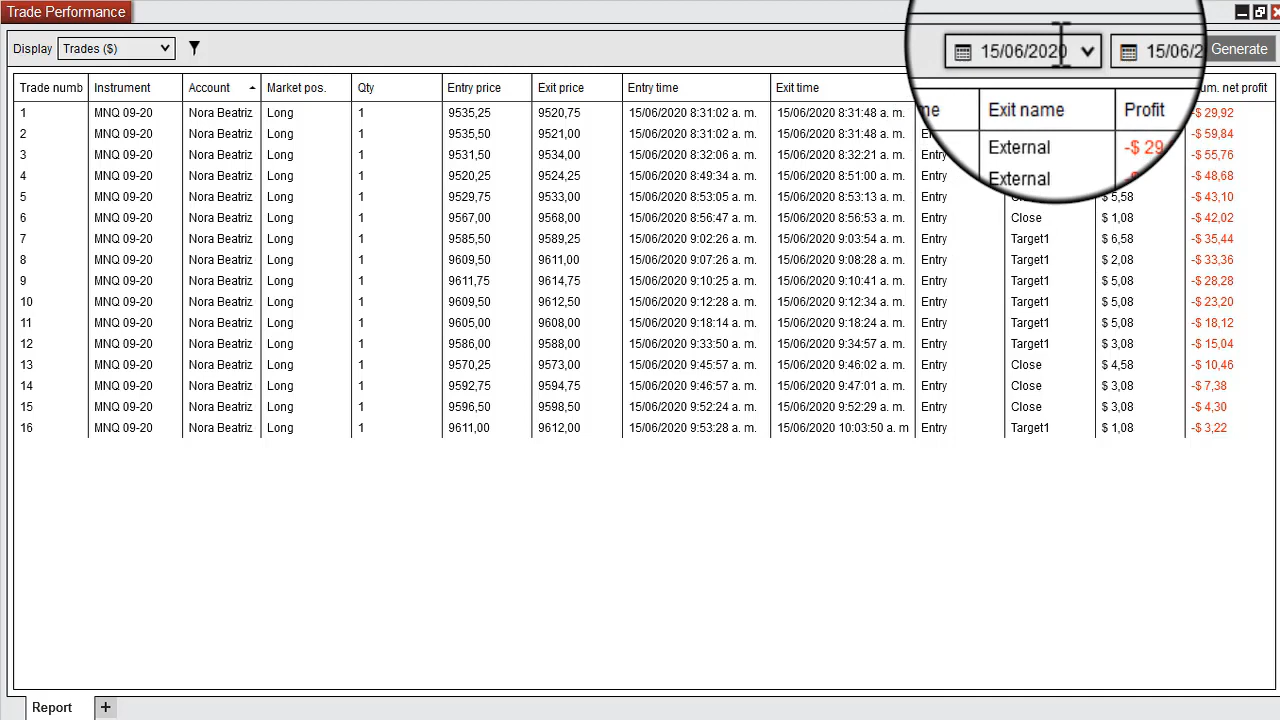 Trade Performance
Display Trades ($) 15/06/2020 15/06/2 Generate
Trade numb Instrument Account Market pos. Qty Entry price Exit price Entry time Exit time Exit name Profit um. net profit
1 MNQ 09-20 Nora Beatriz Long 1 9535,25 9520,75 15/06/2020 8:31:02 a. m. 15/06/2020 8:31:48 a. m. External -$ 29 -$ 29,92
2 MNQ 09-20 Nora Beatriz Long 1 9535,50 9521,00 15/06/2020 8:31:02 a. m. 15/06/2020 8:31:48 a. m. External -$ 59,84
3 MNQ 09-20 Nora Beatriz Long 1 9531,50 9534,00 15/06/2020 8:32:06 a. m. 15/06/2020 8:32:21 a. m. Entry -$ 55,76
4 MNQ 09-20 Nora Beatriz Long 1 9520,25 9524,25 15/06/2020 8:49:34 a. m. 15/06/2020 8:51:00 a. m. Entry -$ 48,68
5 MNQ 09-20 Nora Beatriz Long 1 9529,75 9533,00 15/06/2020 8:53:05 a. m. 15/06/2020 8:53:13 a. m. Entry $ 5,58 -$ 43,10
6 MNQ 09-20 Nora Beatriz Long 1 9567,00 9568,00 15/06/2020 8:56:47 a. m. 15/06/2020 8:56:53 a. m. Entry Close $ 1,08 -$ 42,02
7 MNQ 09-20 Nora Beatriz Long 1 9585,50 9589,25 15/06/2020 9:02:26 a. m. 15/06/2020 9:03:54 a. m. Entry Target1 $ 6,58 -$ 35,44
8 MNQ 09-20 Nora Beatriz Long 1 9609,50 9611,00 15/06/2020 9:07:26 a. m. 15/06/2020 9:08:28 a. m. Entry Target1 $ 2,08 -$ 33,36
9 MNQ 09-20 Nora Beatriz Long 1 9611,75 9614,75 15/06/2020 9:10:25 a. m. 15/06/2020 9:10:41 a. m. Entry Target1 $ 5,08 -$ 28,28
10 MNQ 09-20 Nora Beatriz Long 1 9609,50 9612,50 15/06/2020 9:12:28 a. m. 15/06/2020 9:12:34 a. m. Entry Target1 $ 5,08 -$ 23,20
11 MNQ 09-20 Nora Beatriz Long 1 9605,00 9608,00 15/06/2020 9:18:14 a. m. 15/06/2020 9:18:24 a. m. Entry Target1 $ 5,08 -$ 18,12
12 MNQ 09-20 Nora Beatriz Long 1 9586,00 9588,00 15/06/2020 9:33:50 a. m. 15/06/2020 9:34:57 a. m. Entry Target1 $ 3,08 -$ 15,04
13 MNQ 09-20 Nora Beatriz Long 1 9570,25 9573,00 15/06/2020 9:45:57 a. m. 15/06/2020 9:46:02 a. m. Entry Close $ 4,58 -$ 10,46
14 MNQ 09-20 Nora Beatriz Long 1 9592,75 9594,75 15/06/2020 9:46:57 a. m. 15/06/2020 9:47:01 a. m. Entry Close $ 3,08 -$ 7,38
15 MNQ 09-20 Nora Beatriz Long 1 9596,50 9598,50 15/06/2020 9:52:24 a. m. 15/06/2020 9:52:29 a. m. Entry Close $ 3,08 -$ 4,30
16 MNQ 09-20 Nora Beatriz Long 1 9611,00 9612,00 15/06/2020 9:53:28 a. m. 15/06/2020 10:03:50 a. m Entry Target1 $ 1,08 -$ 3,22
Report +